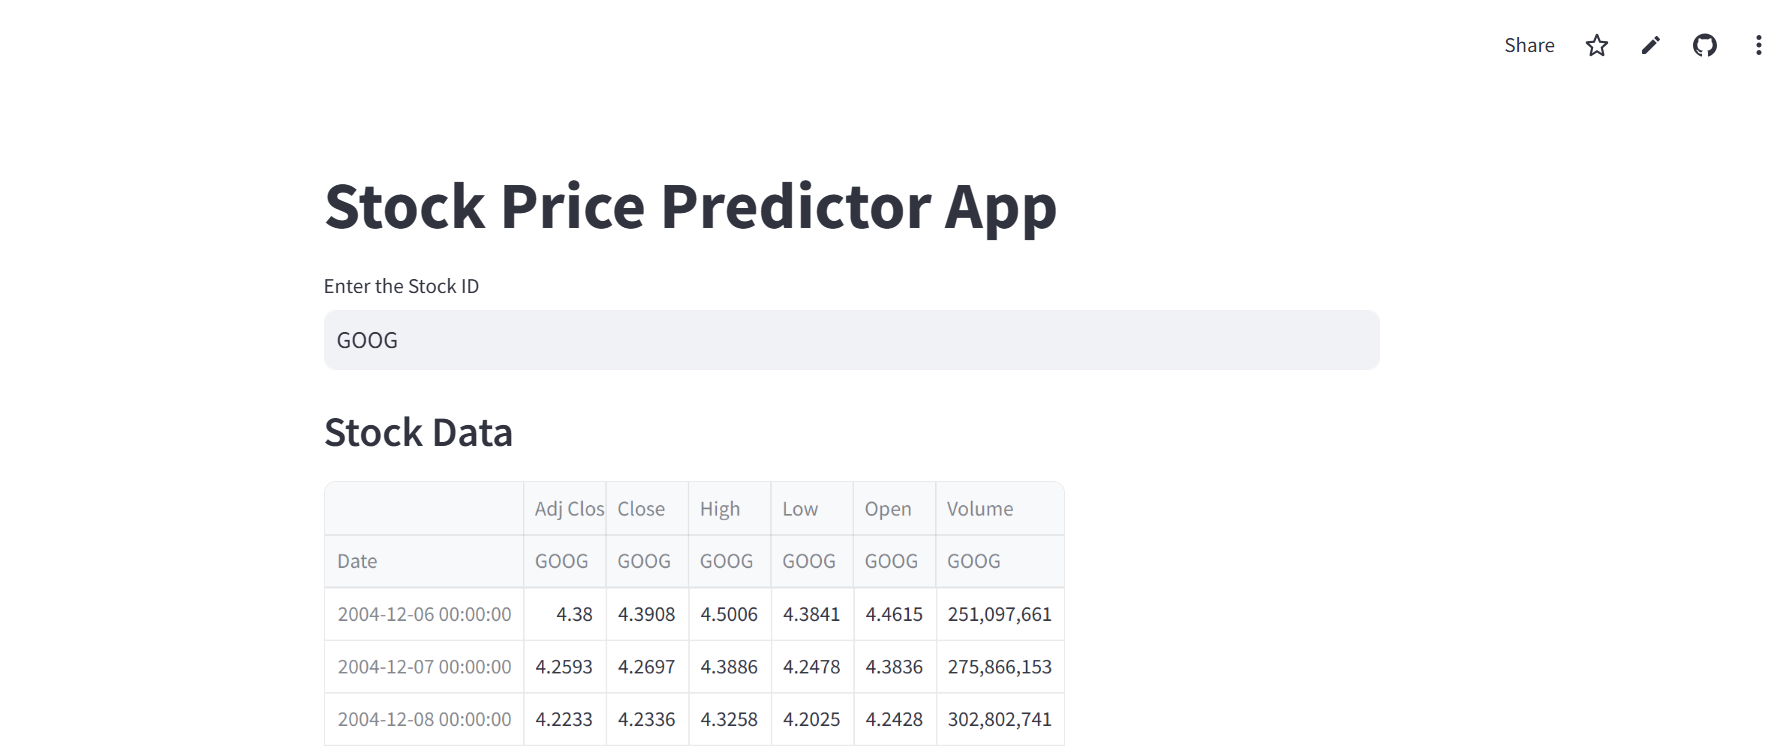 Share
Stock Price Predictor App
Enter the Stock ID
GOOG
Stock Data
Adj Clos Close High Low Open Volume
Date GOOG GOOG GOOG GOOG GOOG GOOG
2004-12-06 00:00:00 4.38 4.3908 4.5006 4.3841 4.4615 251,097,661
2004-12-07 00:00:00 4.2593 4.2697 4.3886 4.2478 4.3836 275,866,153
2004-12-08 00:00:00 4.2233 4.2336 4.3258 4.2025 4.2428 302,802,741